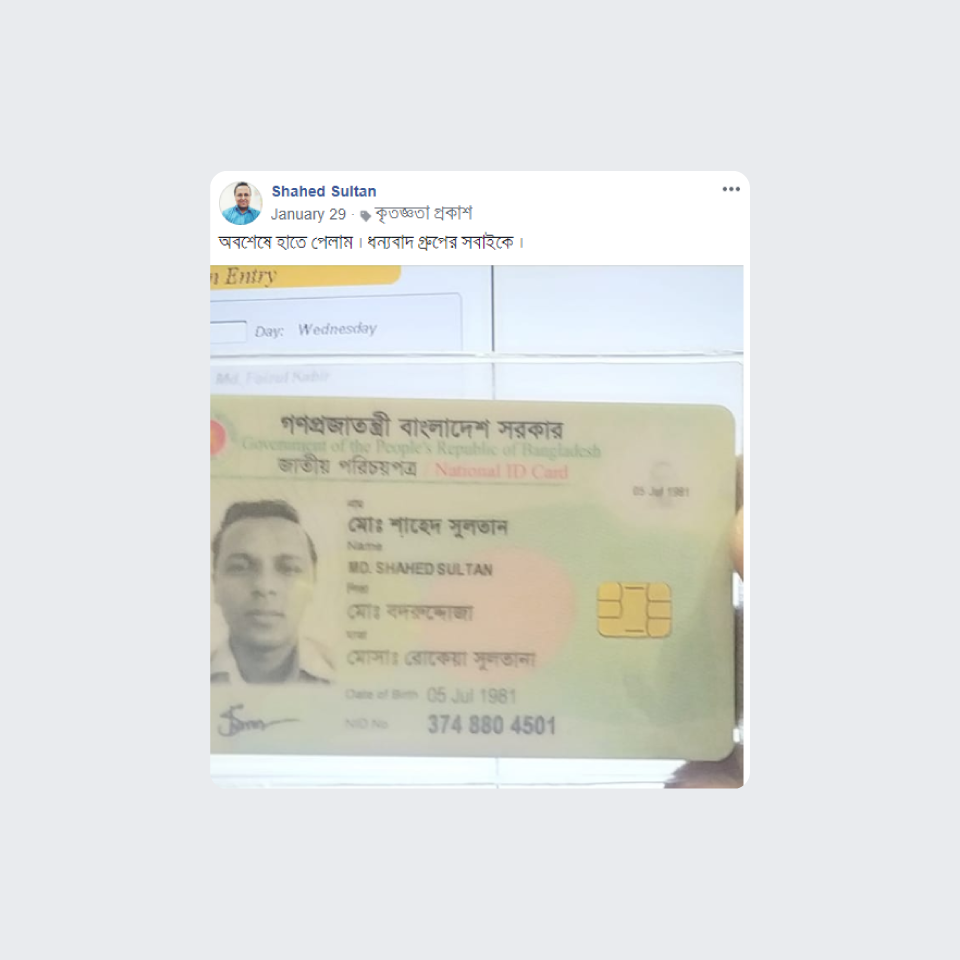 Shahed Sultan
January 29 · কৃতজ্ঞতা প্রকাশ
অবশেষে হাতে পেলাম । ধন্যবাদ গ্রুপের সবাইকে ।
n Entry
Day: Wednesday
Md. Faizul Nabir
গণপ্রজাতন্ত্রী বাংলাদেশ সরকার
Government of the People's Republic of Bangladesh
জাতীয় পরিচয়পত্র / National ID Card
05 Jul 1981
নাম
মোঃ শাহেদ সুলতান
Name
MD. SHAHED SULTAN
পিতা
মোঃ বদরুদ্দোজা
মাতা
মোসাঃ রোকেয়া সুলতানা
Date of Birth 05 Jul 1981
NID No 374 880 4501